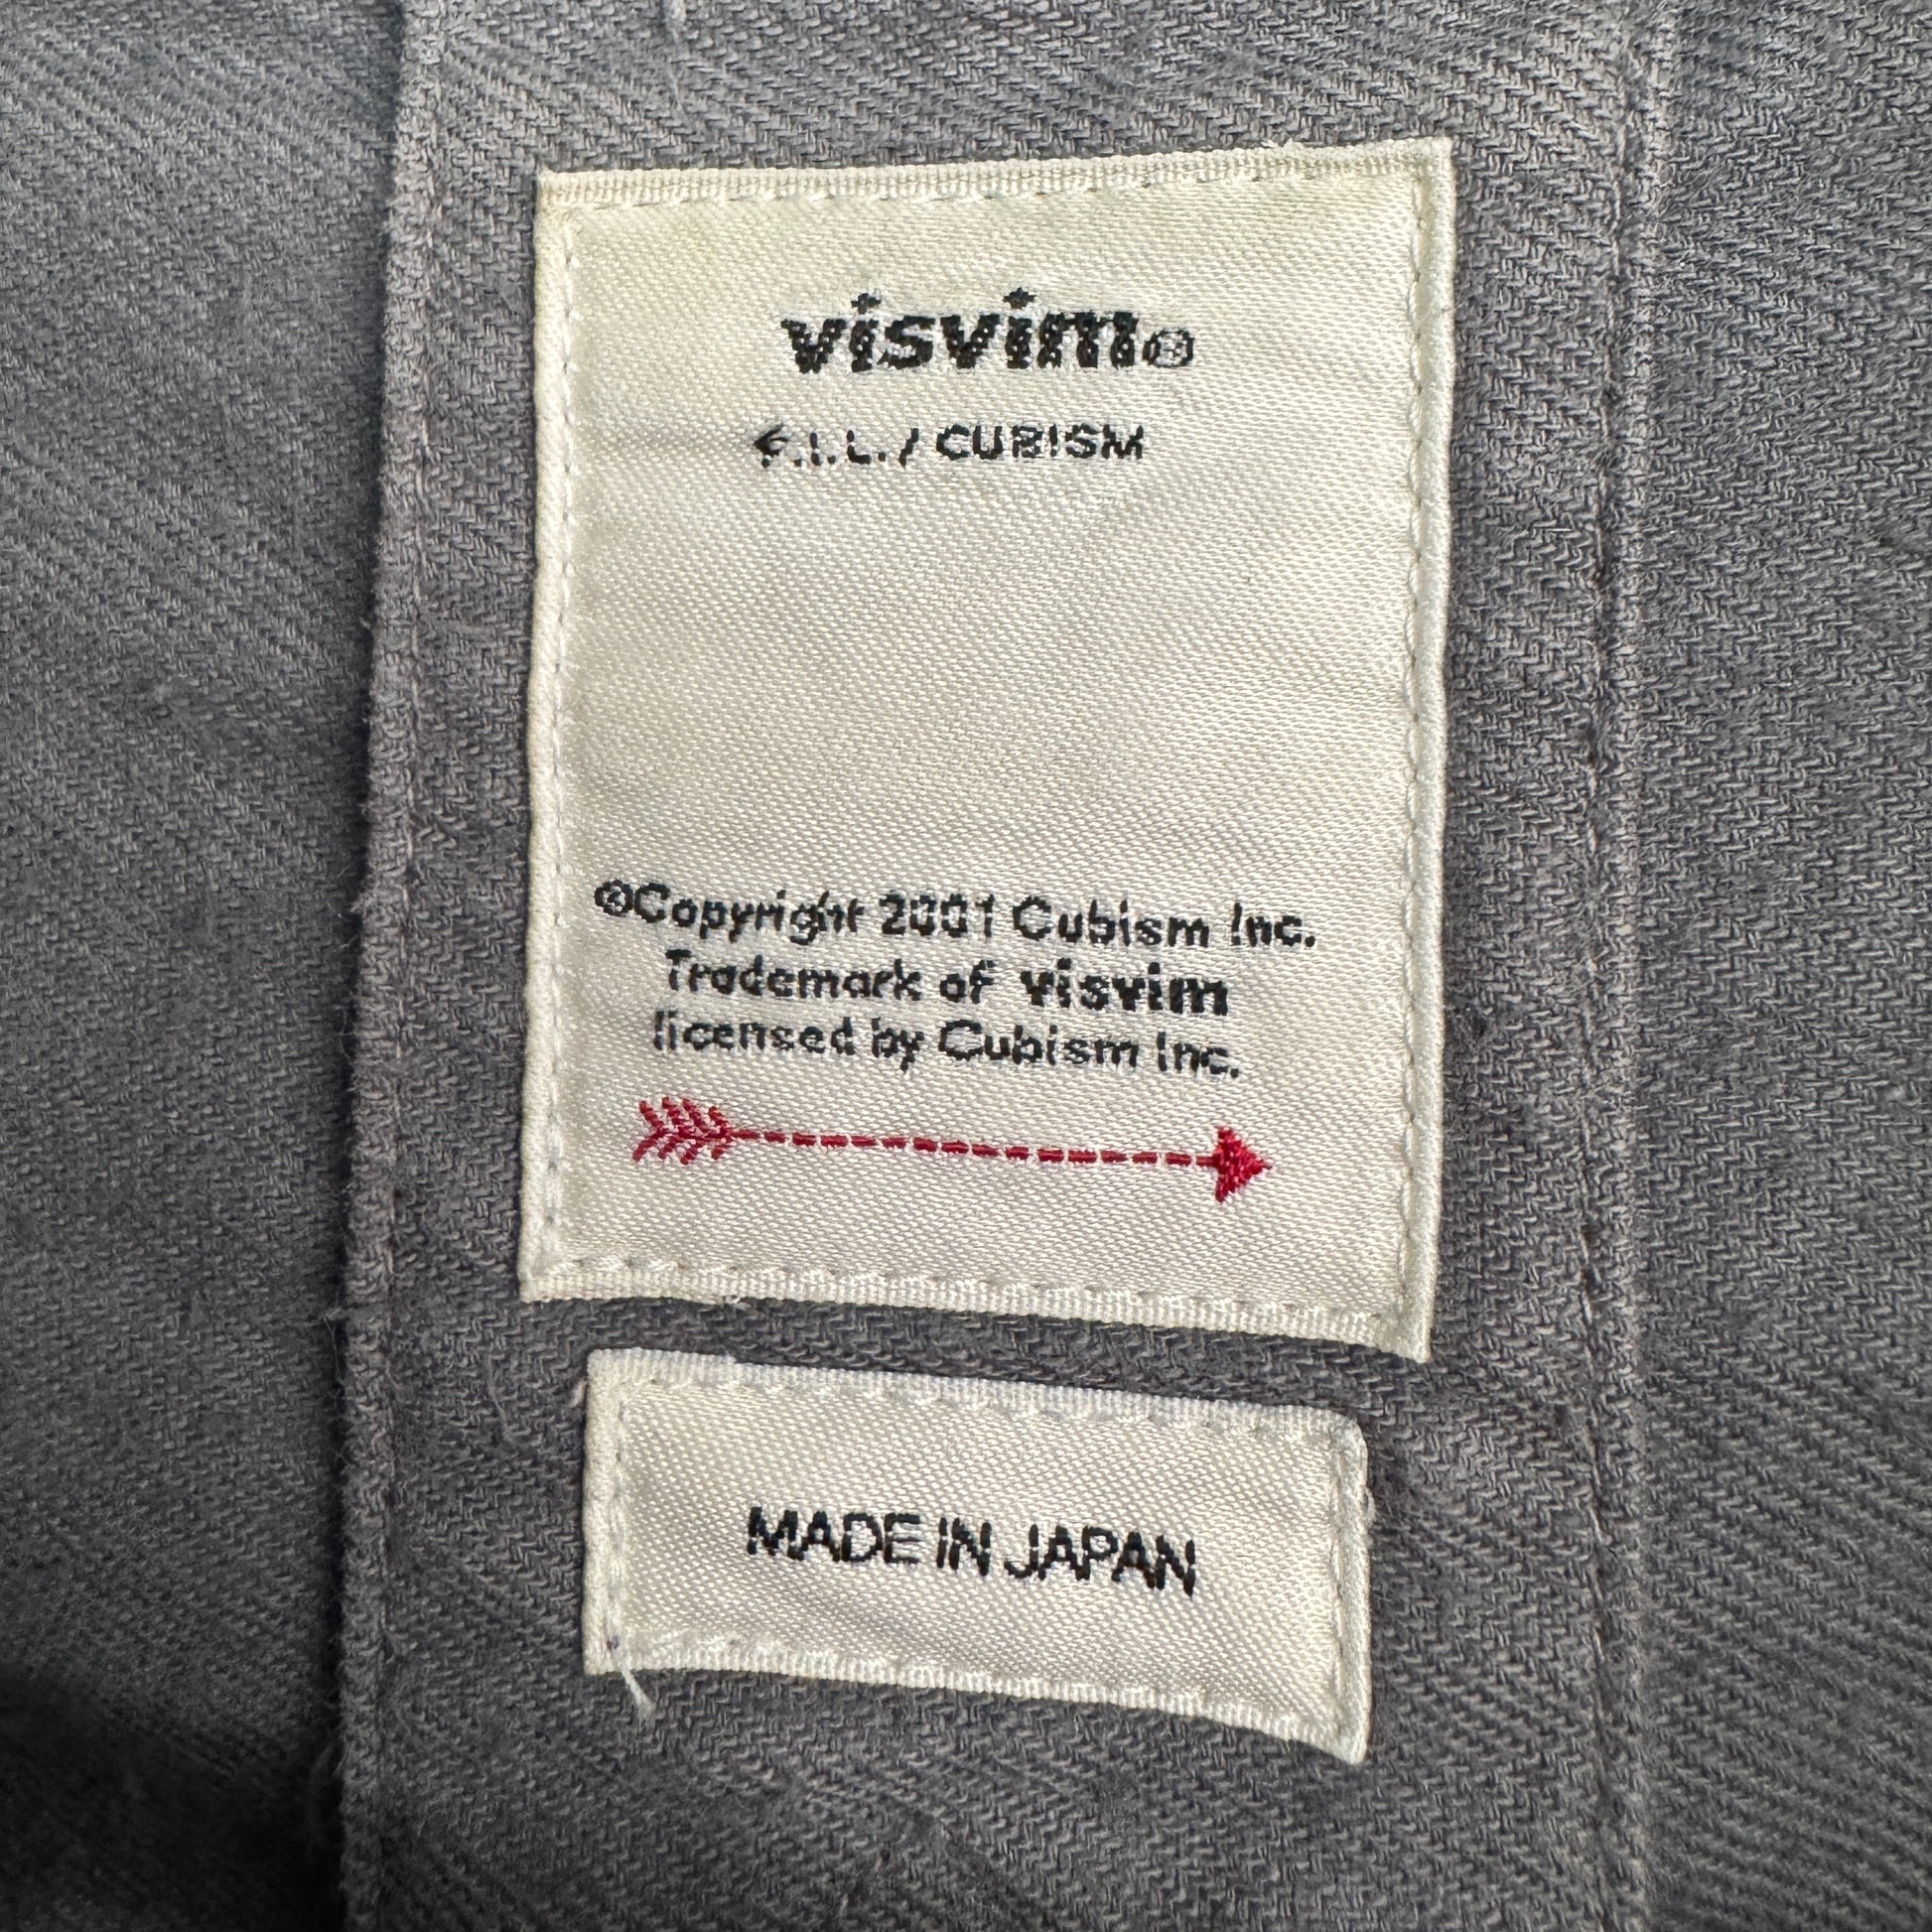 visvim®
F.I.L. / CUBISM
©Copyright 2001 Cubism Inc.
Trademark of visvim
licensed by Cubism Inc.
MADE IN JAPAN